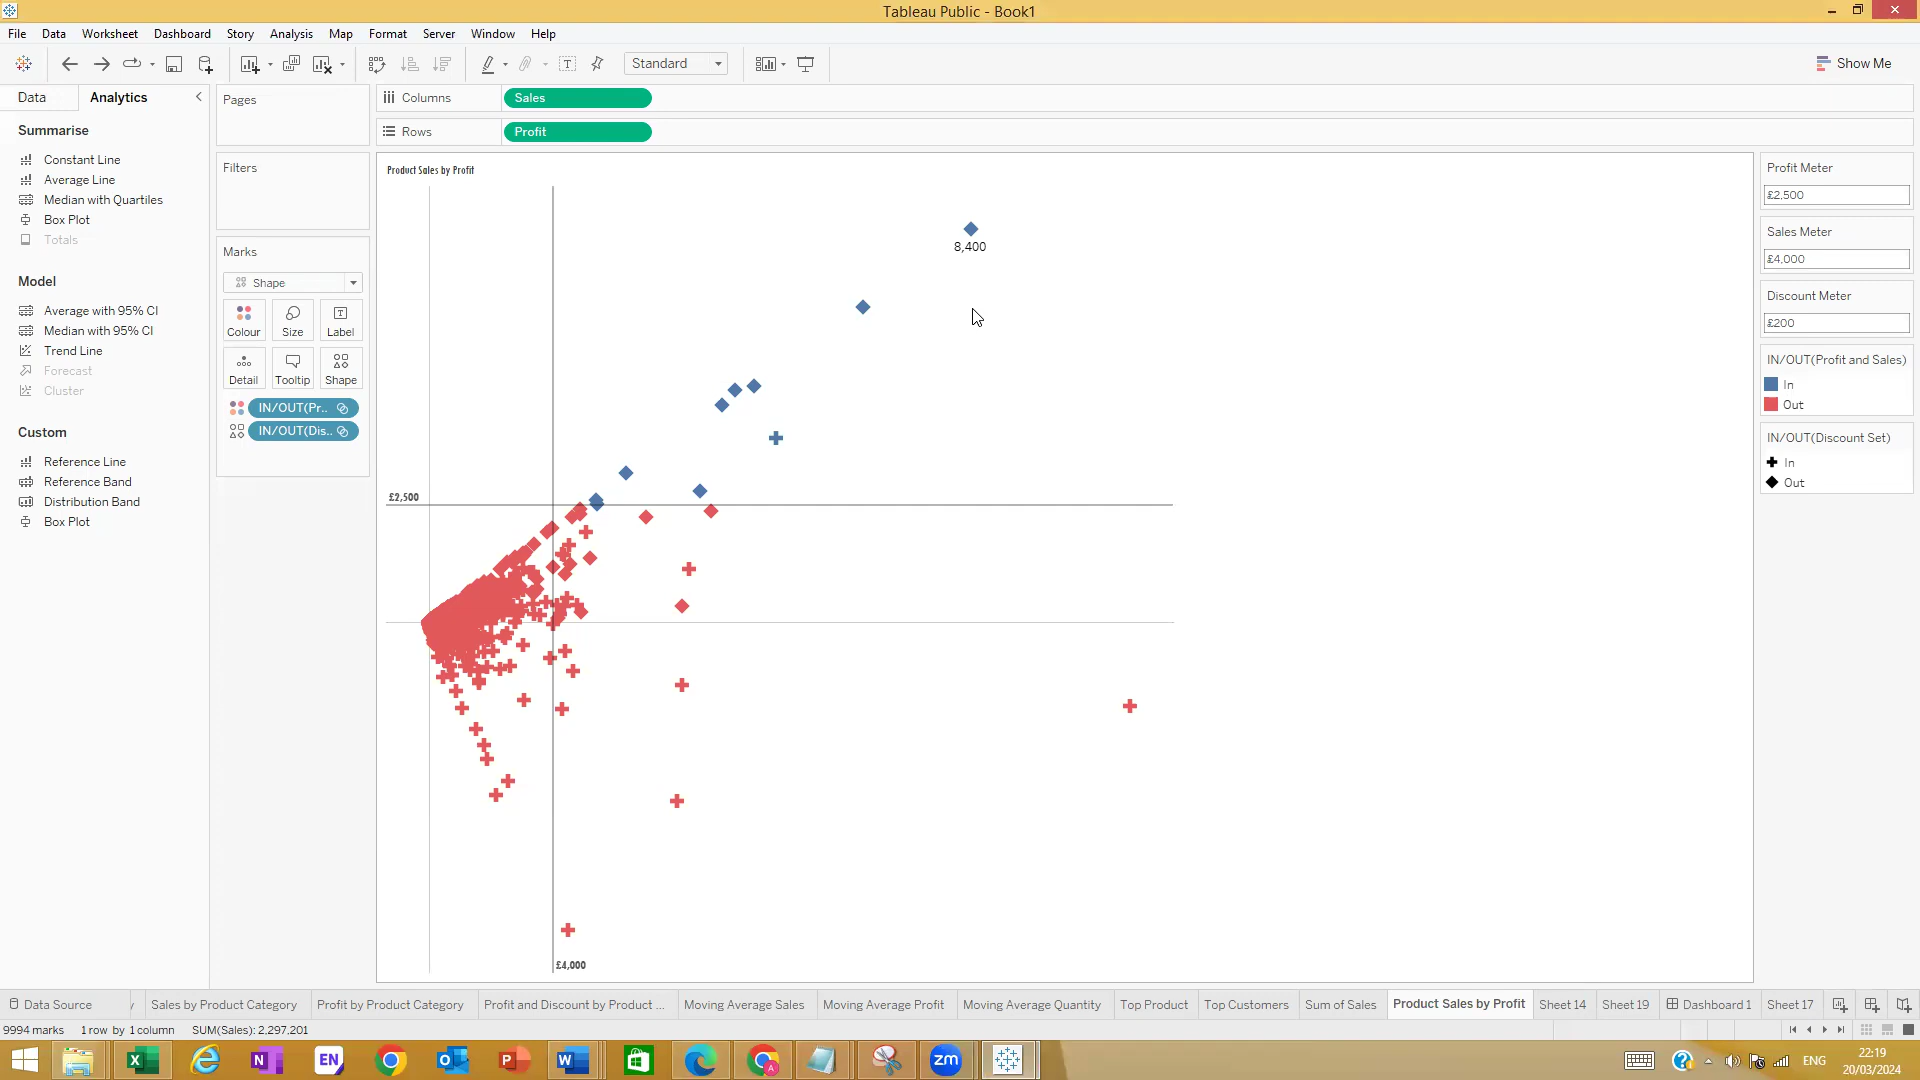 Tableau Public - Book1
File Data Worksheet Dashboard Story Analysis Map Format Server Window Help
Standard
Show Me
Data Analytics
Summarise
Constant Line
Average Line
Median with Quartiles
Box Plot
Totals
Model
Average with 95% CI
Median with 95% CI
Trend Line
Forecast
Cluster
Custom
Reference Line
Reference Band
Distribution Band
Box Plot
Pages
Filters
Marks
Shape
Colour Size Label
Detail Tooltip Shape
IN/OUT(Pr..
IN/OUT(Dis..
Columns Sales
Rows Profit
Product Sales by Profit
8,400
£2,500
£4,000
Profit Meter
£2,500
Sales Meter
£4,000
Discount Meter
£200
IN/OUT(Profit and Sales)
In
Out
IN/OUT(Discount Set)
In
Out
Data Source Sales by Product Category Profit by Product Category Profit and Discount by Product ... Moving Average Sales Moving Average Profit Moving Average Quantity Top Product Top Customers Sum of Sales Product Sales by Profit Sheet 14 Sheet 19 Dashboard 1 Sheet 17
9994 marks 1 row by 1 column SUM(Sales): 2,297,201
EN
zm
ENG
22:19
20/03/2024